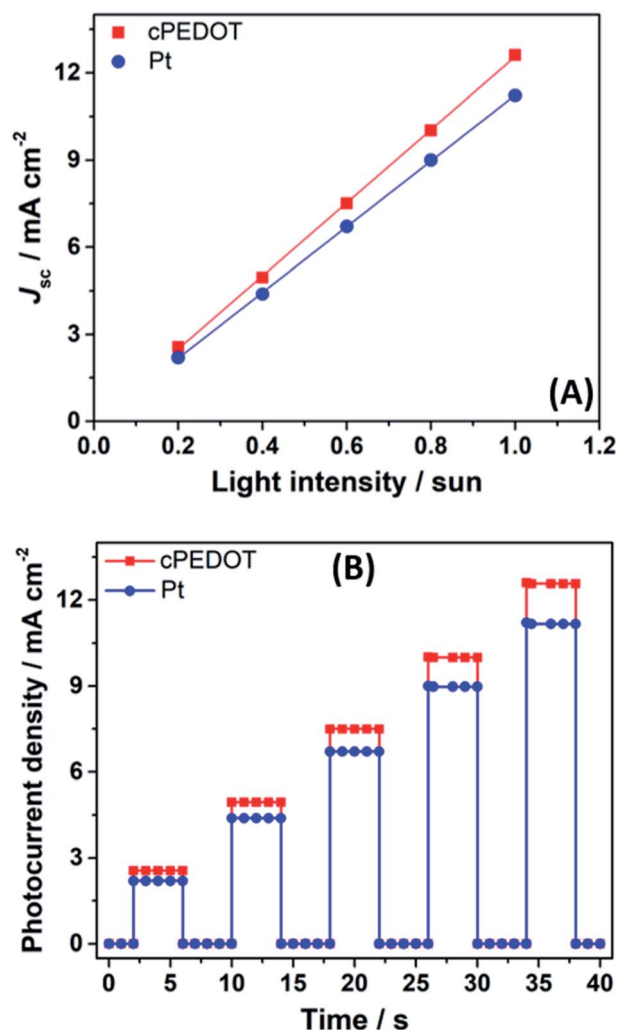 cPEDOT
Pt
12
9
6
3
0
J_sc / mA cm⁻²
0.0 0.2 0.4 0.6 0.8 1.0 1.2
Light intensity / sun
(A)
cPEDOT
Pt
(B)
12
9
6
3
0
Photocurrent density / mA cm⁻²
0 5 10 15 20 25 30 35 40
Time / s